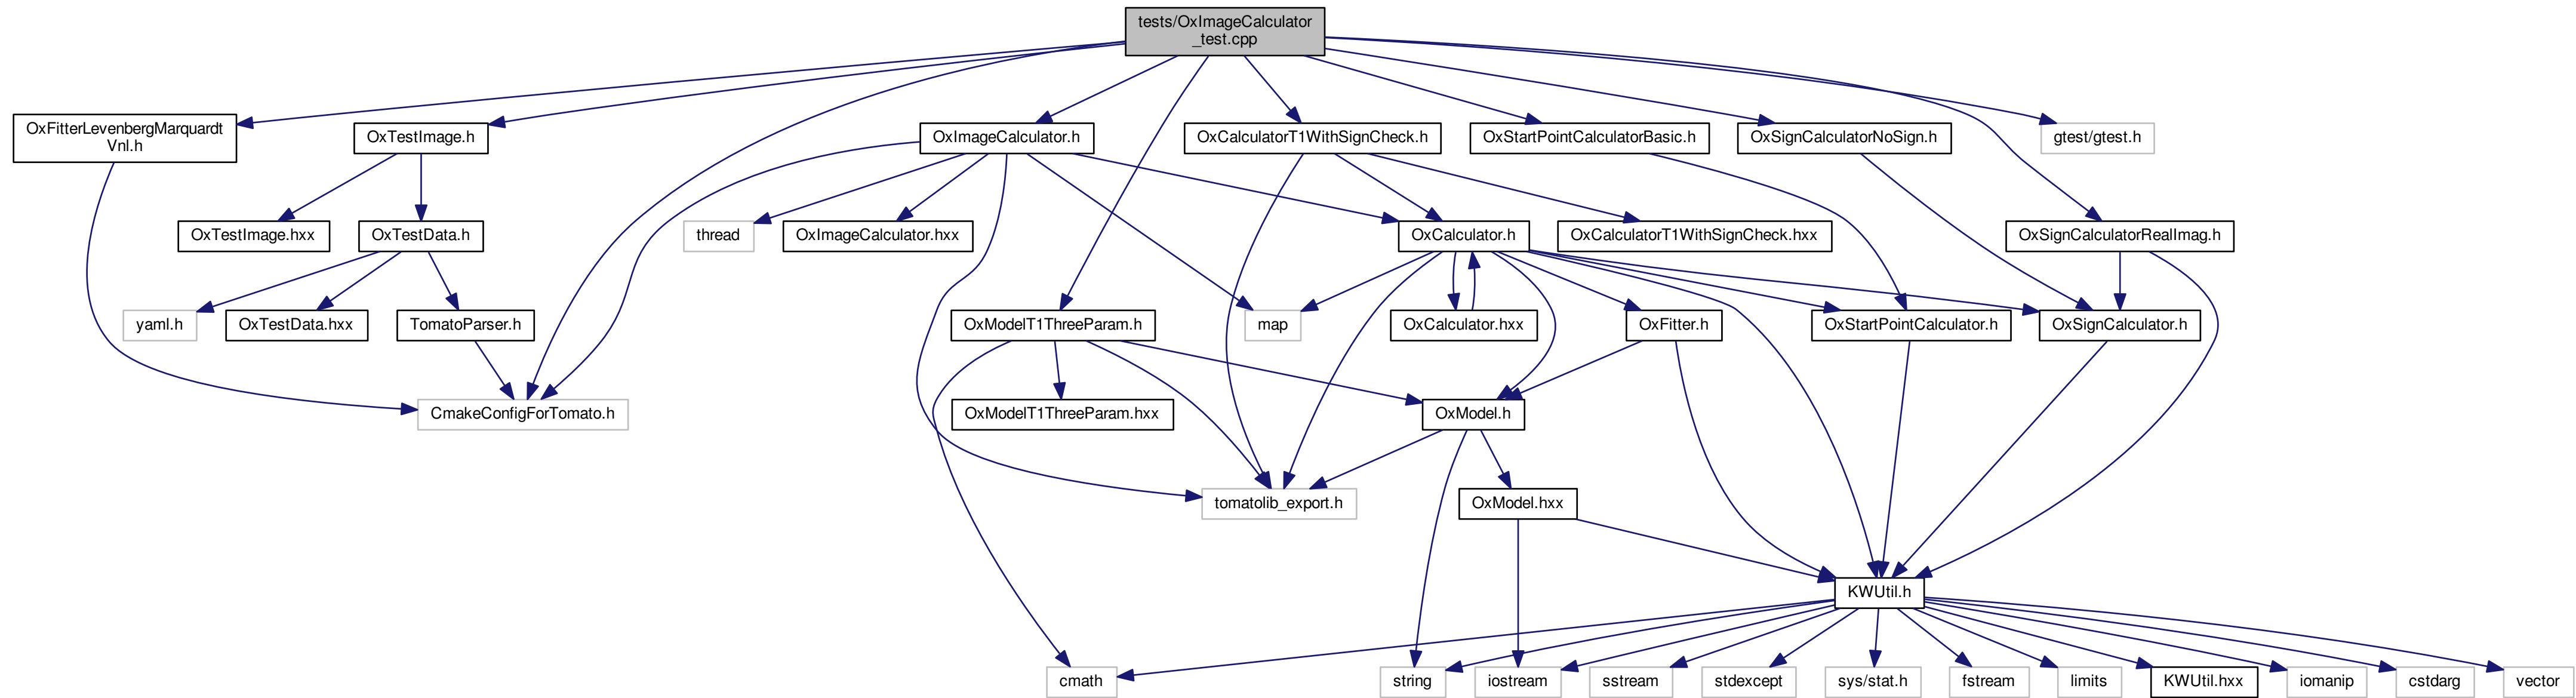 tests/OxImageCalculator
_test.cpp
OxFitterLevenbergMarquardt
Vnl.h
OxTestImage.h
OxImageCalculator.h
OxCalculatorT1WithSignCheck.h
OxStartPointCalculatorBasic.h
OxSignCalculatorNoSign.h
gtest/gtest.h
OxTestImage.hxx
OxTestData.h
thread
OxImageCalculator.hxx
OxCalculator.h
OxCalculatorT1WithSignCheck.hxx
OxSignCalculatorRealImag.h
yaml.h
OxTestData.hxx
TomatoParser.h
OxModelT1ThreeParam.h
map
OxCalculator.hxx
OxFitter.h
OxStartPointCalculator.h
OxSignCalculator.h
CmakeConfigForTomato.h
OxModelT1ThreeParam.hxx
OxModel.h
tomatolib_export.h
OxModel.hxx
KWUtil.h
cmath
string
iostream
sstream
stdexcept
sys/stat.h
fstream
limits
KWUtil.hxx
iomanip
cstdarg
vector